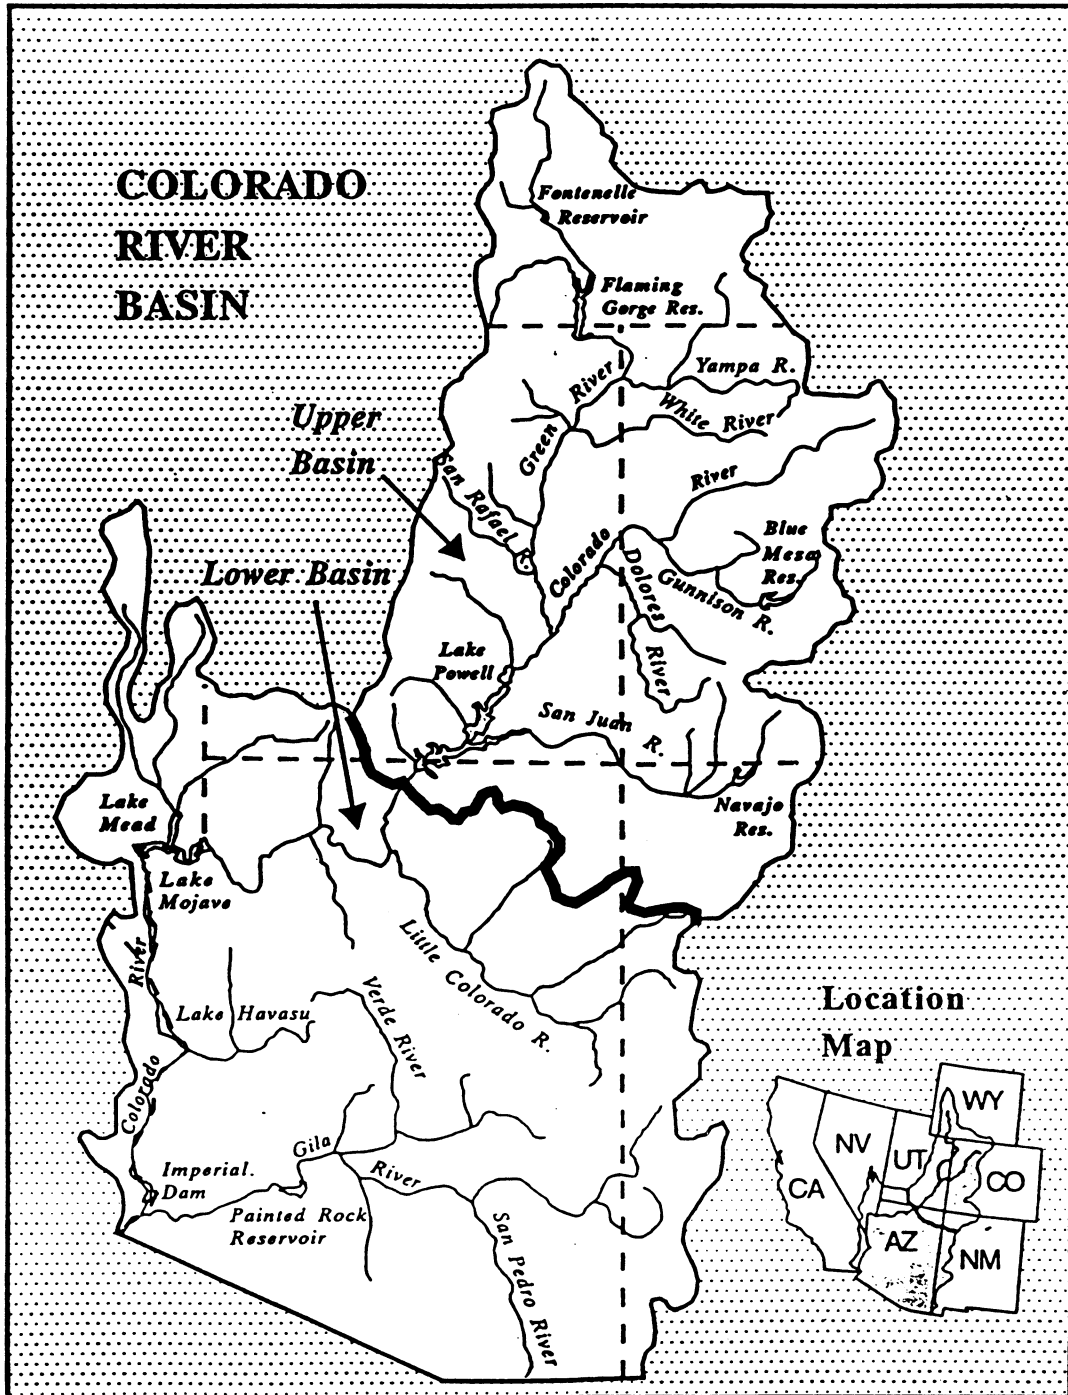 COLORADO
RIVER
BASIN
Fontenelle
Reservoir
Flaming
Gorge Res.
Yampa R.
White River
Green River
Upper
Basin
San Rafael R.
Colorado River
Blue
Mesa
Res.
Gunnison R.
Dolores River
Lower Basin
Lake
Powell
San Juan R.
Navajo
Res.
Lake
Mead
Lake
Mojave
Little Colorado R.
Colorado River
Lake Havasu
Verde River
Gila River
Imperial.
Dam
Painted Rock
Reservoir
San Pedro River
Location
Map
WY
NV
UT
CO
CA
AZ
NM